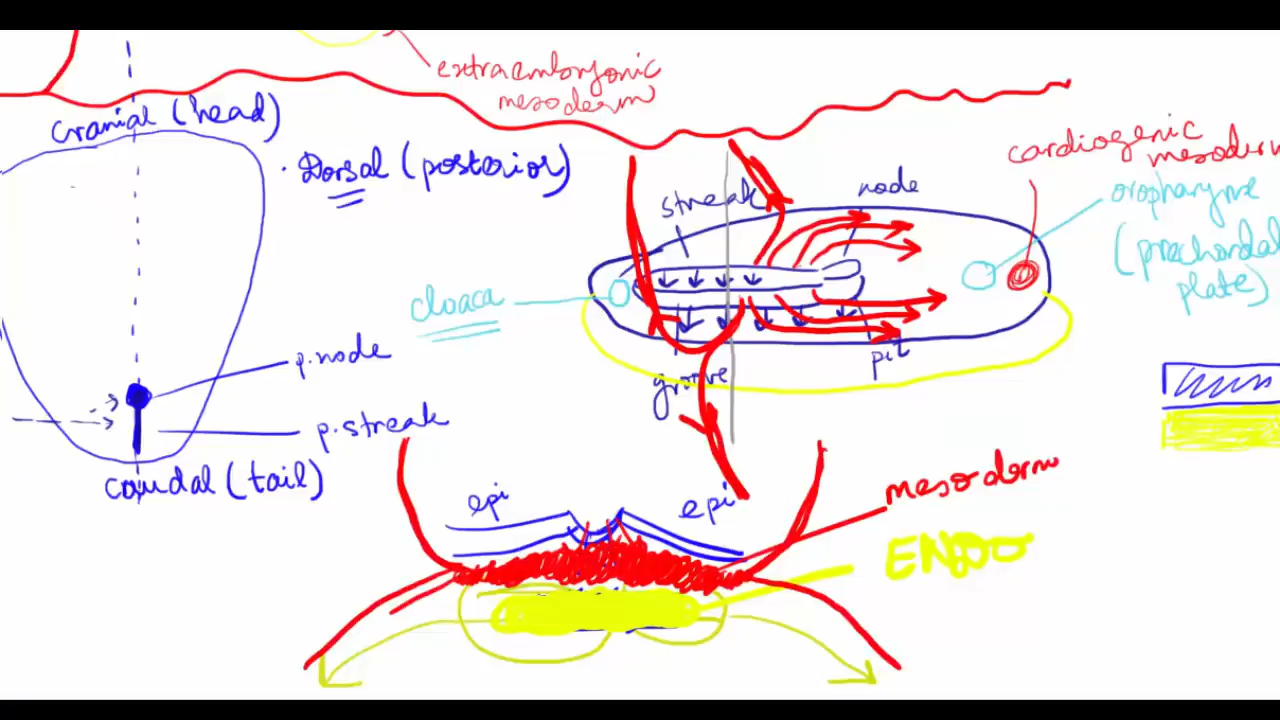 extraembryonic
mesoderm
cranial (head)
Dorsal (posterior)
cardiogenic
mesoderm
streak
node
oropharyne
(prechordal
plate)
cloaca
p.node
groove
pit
p.streak
caudal (tail)
epi
epi
mesoderm
ENDO